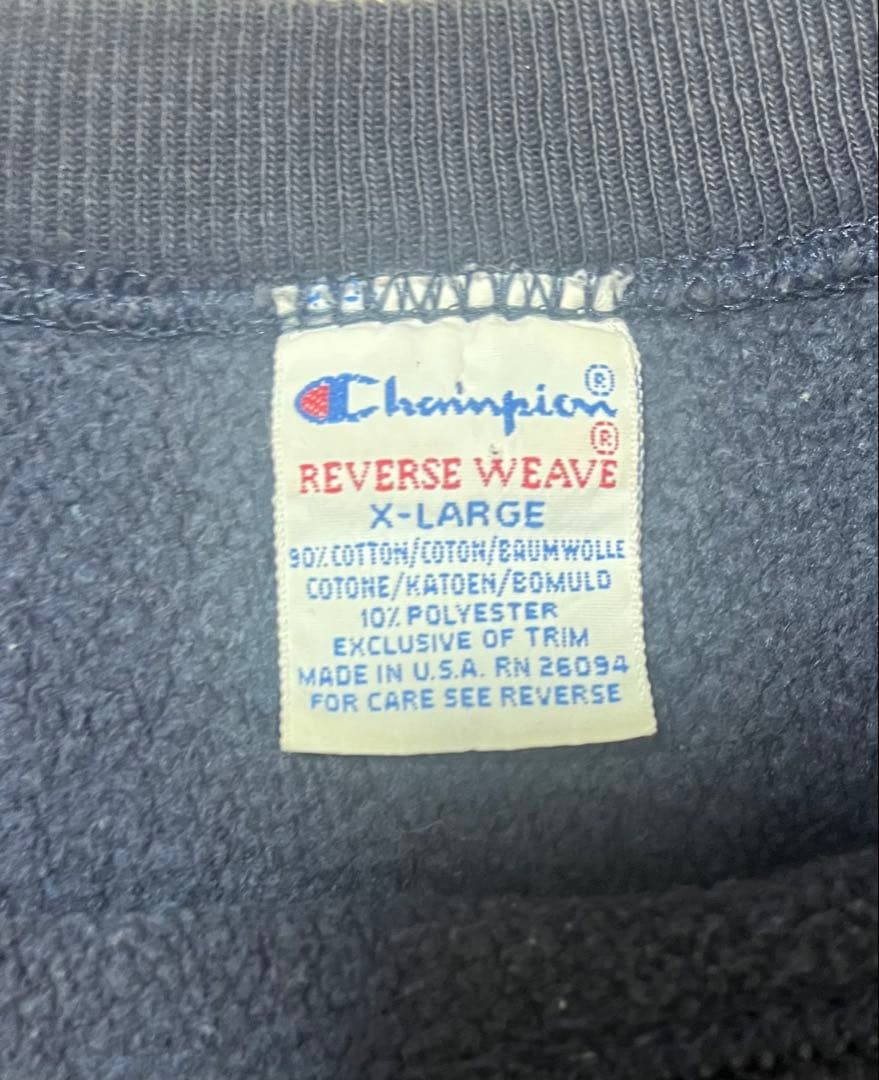 Champion®
®
REVERSE WEAVE
X-LARGE
90% COTTON/COTON/BAUMWOLLE
COTONE/KATOEN/BOMULD
10% POLYESTER
EXCLUSIVE OF TRIM
MADE IN U.S.A. RN 26094
FOR CARE SEE REVERSE